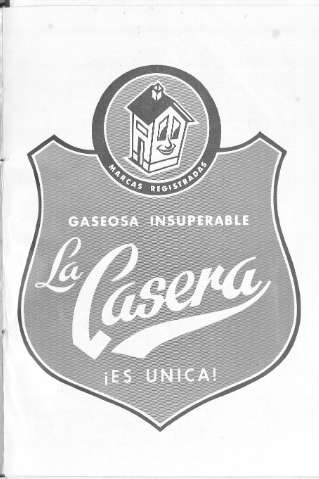 MARCAS REGISTRADAS
GASEOSA INSUPERABLE
La Casera
¡ES UNICA!